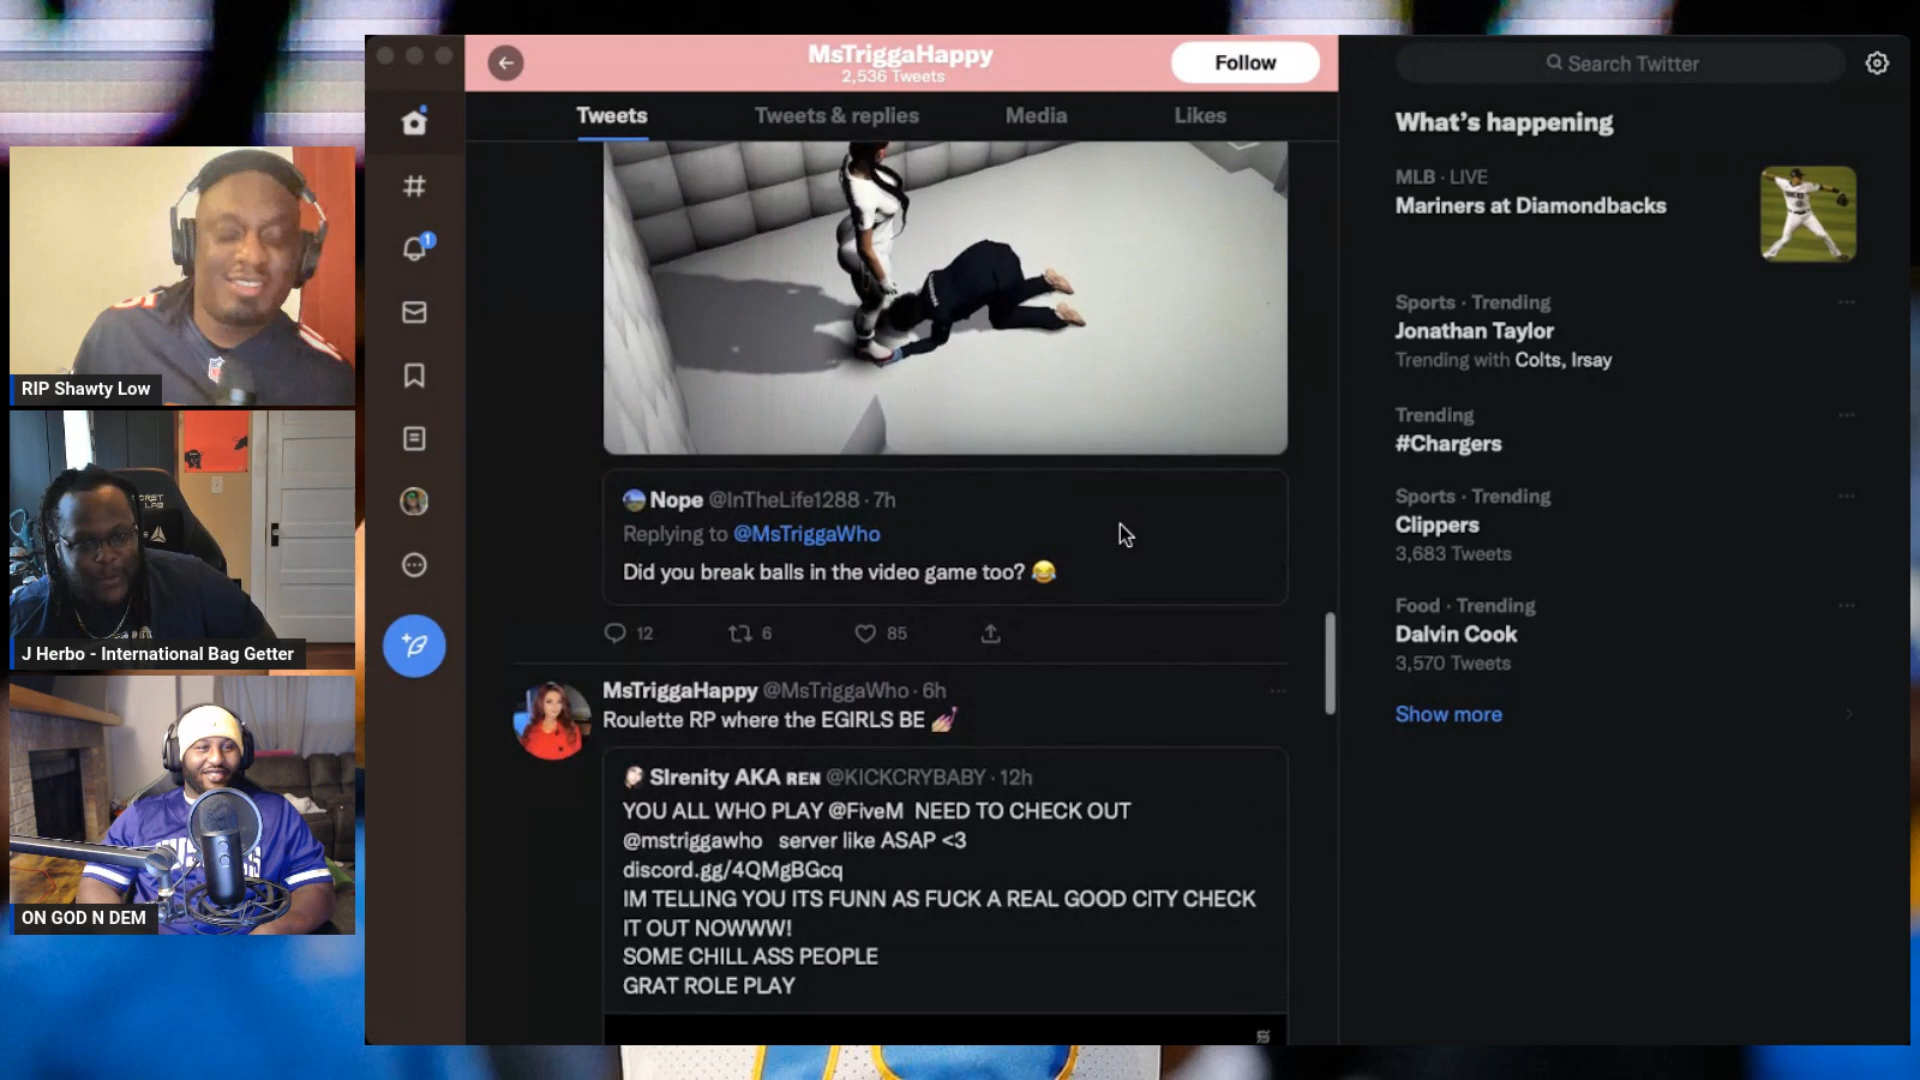 MsTriggaHappy
2,536 Tweets
Follow
Search Twitter
Tweets
Tweets & replies
Media
Likes
What's happening
MLB · LIVE
Mariners at Diamondbacks
Sports · Trending
Jonathan Taylor
Trending with Colts, Irsay
Trending
#Chargers
Sports · Trending
Clippers
3,683 Tweets
Food · Trending
Dalvin Cook
3,570 Tweets
Show more
1
RIP Shawty Low
J Herbo - International Bag Getter
ON GOD N DEM
Nope @InTheLife1288 · 7h
Replying to @MsTriggaWho
Did you break balls in the video game too? 😂
12
6
85
MsTriggaHappy @MsTriggaWho · 6h
Roulette RP where the EGIRLS BE 💅
SIrenity AKA REN @KICKCRYBABY · 12h
YOU ALL WHO PLAY @FiveM NEED TO CHECK OUT
@mstriggawho server like ASAP <3
discord.gg/4QMgBGcq
IM TELLING YOU ITS FUNN AS FUCK A REAL GOOD CITY CHECK
IT OUT NOWWW!
SOME CHILL ASS PEOPLE
GRAT ROLE PLAY